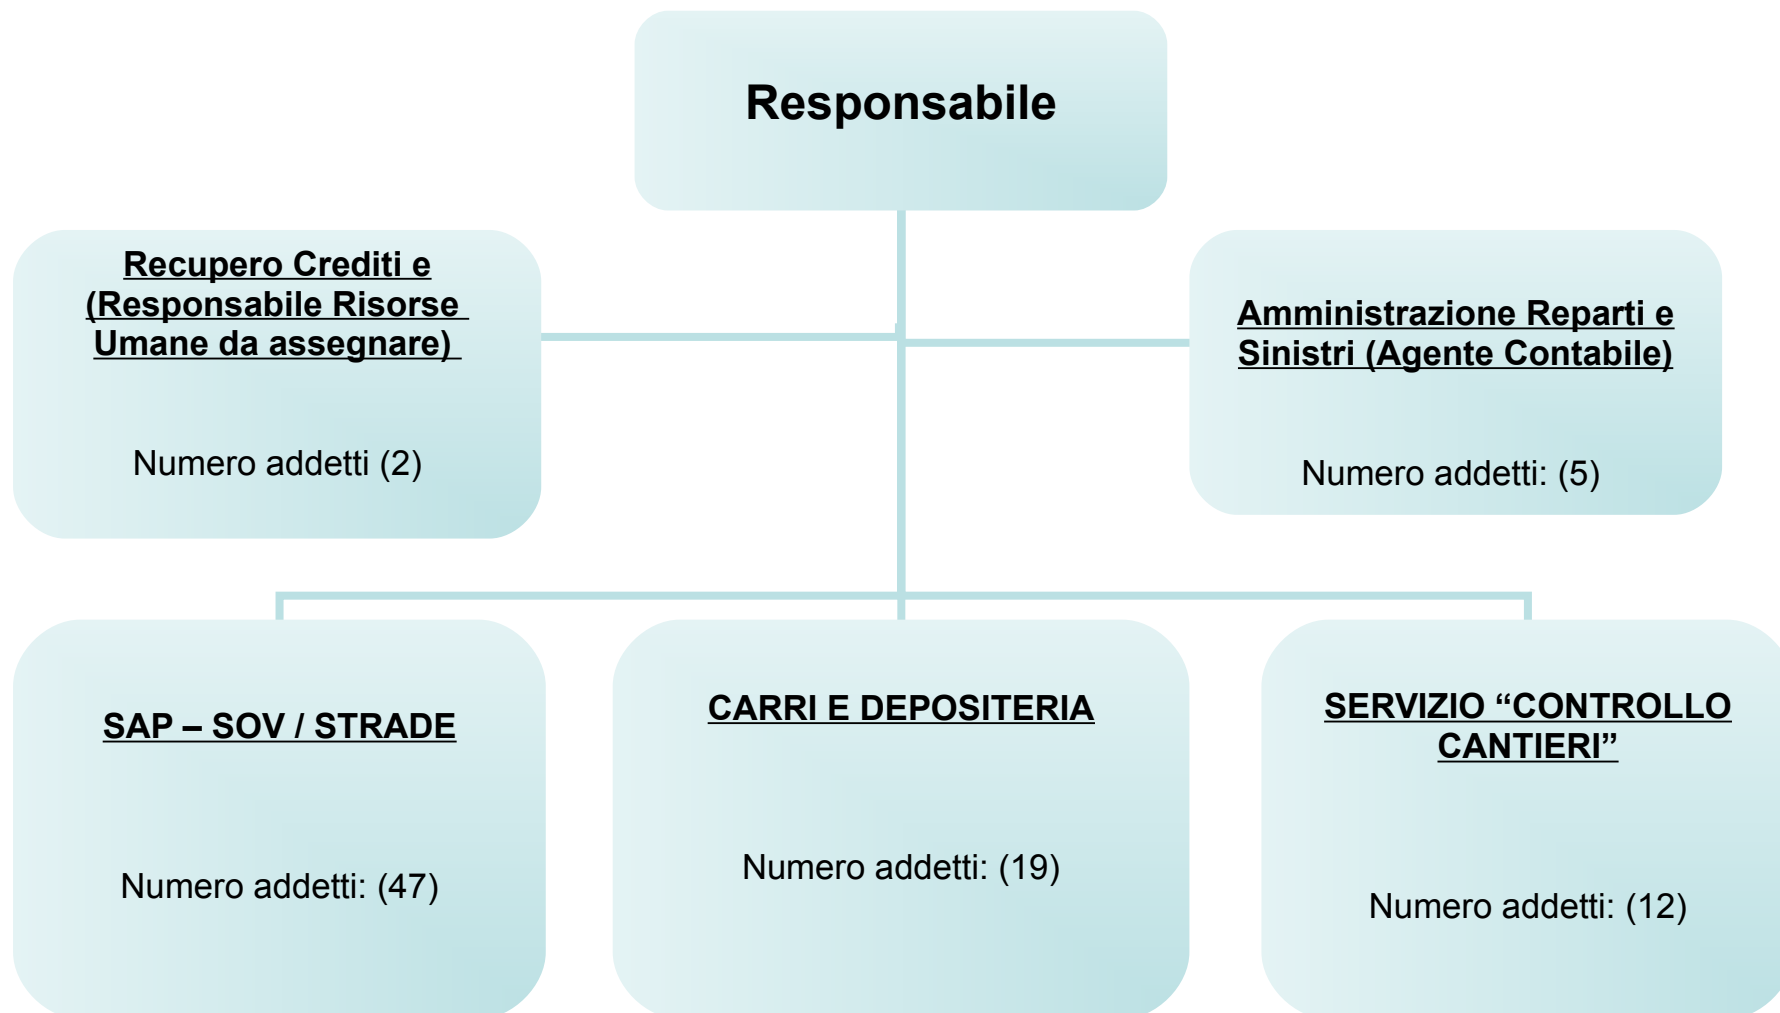 Responsabile
Recupero Crediti e
(Responsabile Risorse
Umane da assegnare)
Numero addetti (2)
Amministrazione Reparti e
Sinistri (Agente Contabile)
Numero addetti: (5)
SAP – SOV / STRADE
Numero addetti: (47)
CARRI E DEPOSITERIA
Numero addetti: (19)
SERVIZIO “CONTROLLO
CANTIERI”
Numero addetti: (12)